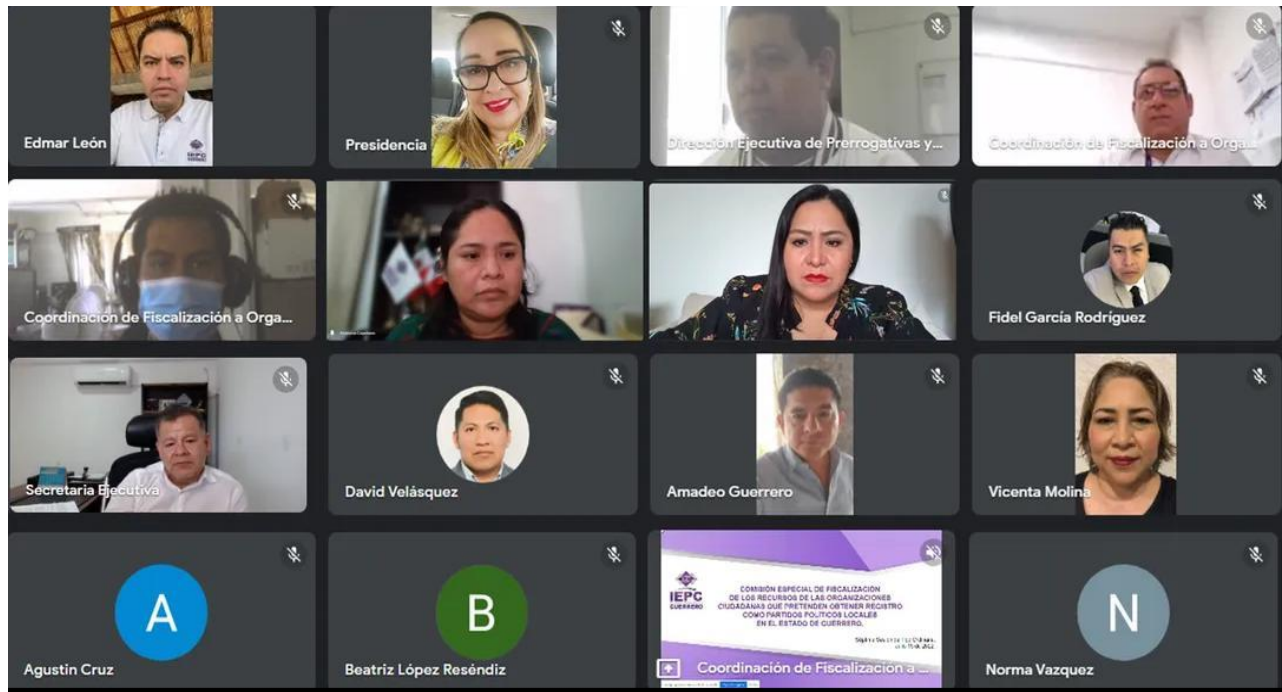 Edmar León
IEPC
Presidencia
Dirección Ejecutiva de Prerrogativas y...
Coordinación de Fiscalización a Orga...
Coordinación de Fiscalización a Orga...
Fidel García Rodríguez
Secretaria Ejecutiva
David Velásquez
Amadeo Guerrero
Vicenta Molina
A
Agustin Cruz
B
Beatriz López Reséndiz
IEPC
GUERRERO
COMISIÓN ESPECIAL DE FISCALIZACIÓN
DE LOS RECURSOS DE LAS ORGANIZACIONES
CIUDADANAS QUE PRETENDEN OBTENER REGISTRO
COMO PARTIDOS POLÍTICOS LOCALES
EN EL ESTADO DE GUERRERO.
Coordinación de Fiscalización a ...
N
Norma Vazquez